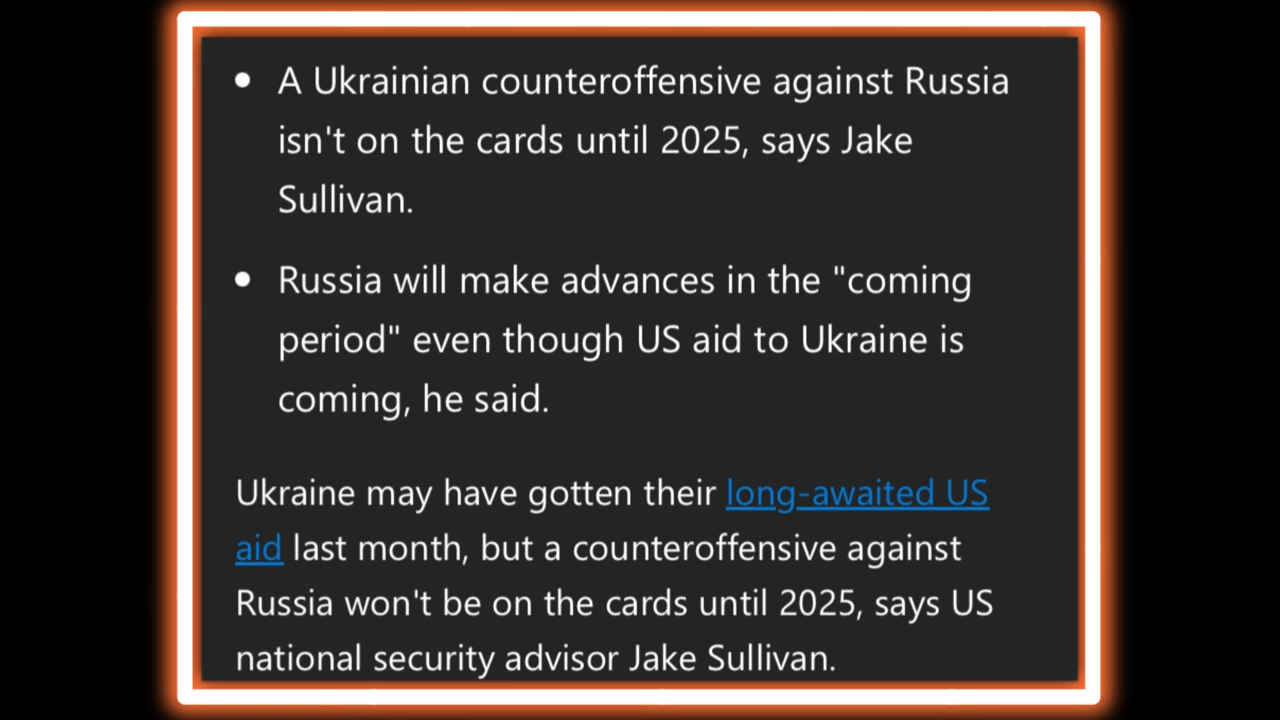 • A Ukrainian counteroffensive against Russia
isn't on the cards until 2025, says Jake
Sullivan.
• Russia will make advances in the "coming
period" even though US aid to Ukraine is
coming, he said.
Ukraine may have gotten their long-awaited US
aid last month, but a counteroffensive against
Russia won't be on the cards until 2025, says US
national security advisor Jake Sullivan.